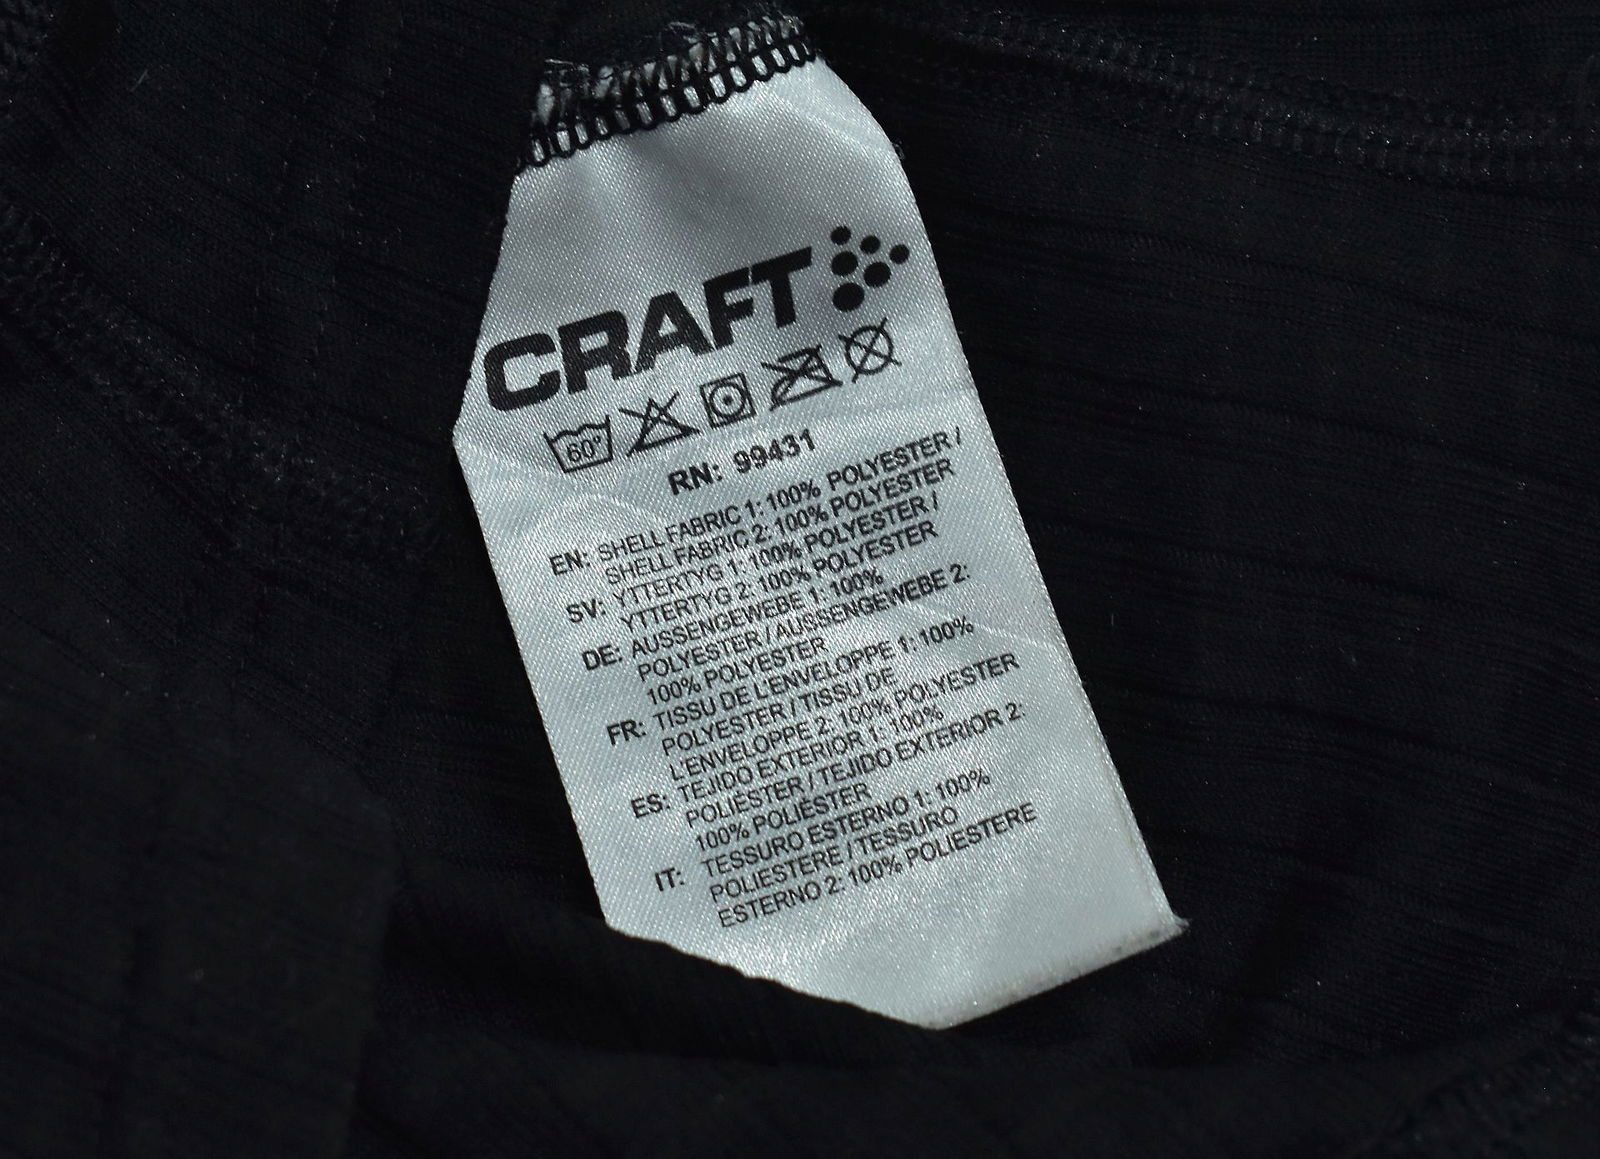 CRAFT
60°
RN: 99431
EN: SHELL FABRIC 1: 100% POLYESTER /
SHELL FABRIC 2: 100% POLYESTER
SV: YTTERTYG 1: 100% POLYESTER /
YTTERTYG 2: 100% POLYESTER
DE: AUSSENGEWEBE 1: 100%
POLYESTER / AUSSENGEWEBE 2:
100% POLYESTER
FR: TISSU DE L'ENVELOPPE 1: 100%
POLYESTER / TISSU DE
L'ENVELOPPE 2: 100% POLYESTER
ES: TEJIDO EXTERIOR 1: 100%
POLIÉSTER / TEJIDO EXTERIOR 2:
100% POLIÉSTER
IT: TESSURO ESTERNO 1: 100%
POLIESTERE / TESSURO
ESTERNO 2: 100% POLIESTERE